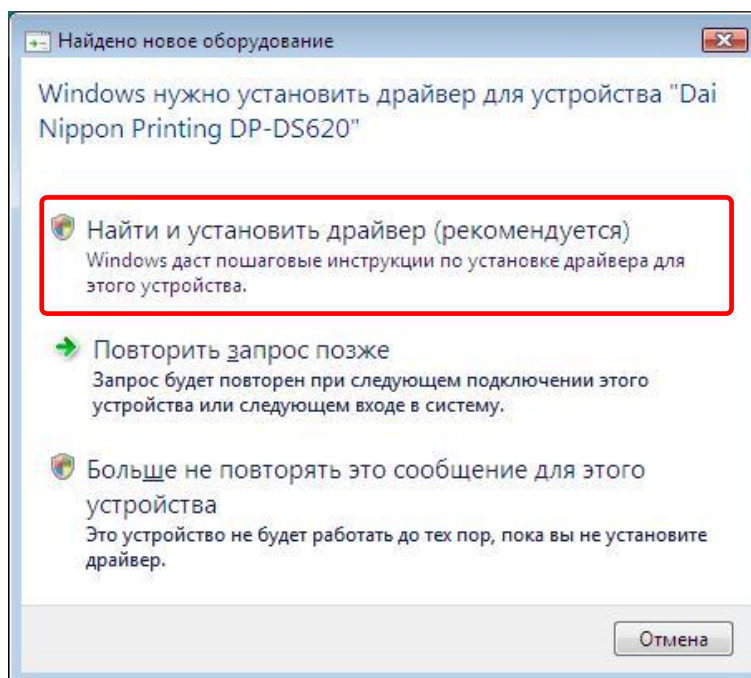 Найдено новое оборудование
Windows нужно установить драйвер для устройства "Dai
Nippon Printing DP-DS620"
Найти и установить драйвер (рекомендуется)
Windows даст пошаговые инструкции по установке драйвера для
этого устройства.
Повторить запрос позже
Запрос будет повторен при следующем подключении этого
устройства или следующем входе в систему.
Больше не повторять это сообщение для этого
устройства
Это устройство не будет работать до тех пор, пока вы не установите
драйвер.
Отмена